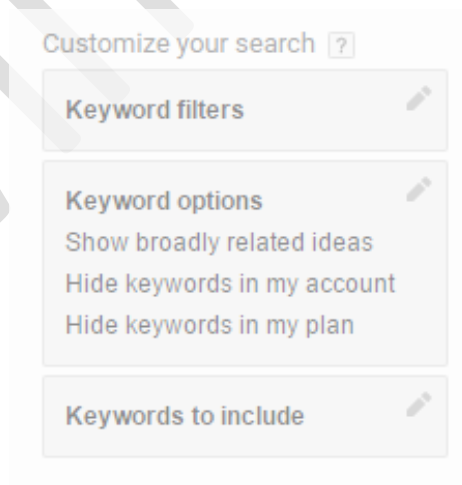 Customize your search ?
Keyword filters
Keyword options
Show broadly related ideas
Hide keywords in my account
Hide keywords in my plan
Keywords to include